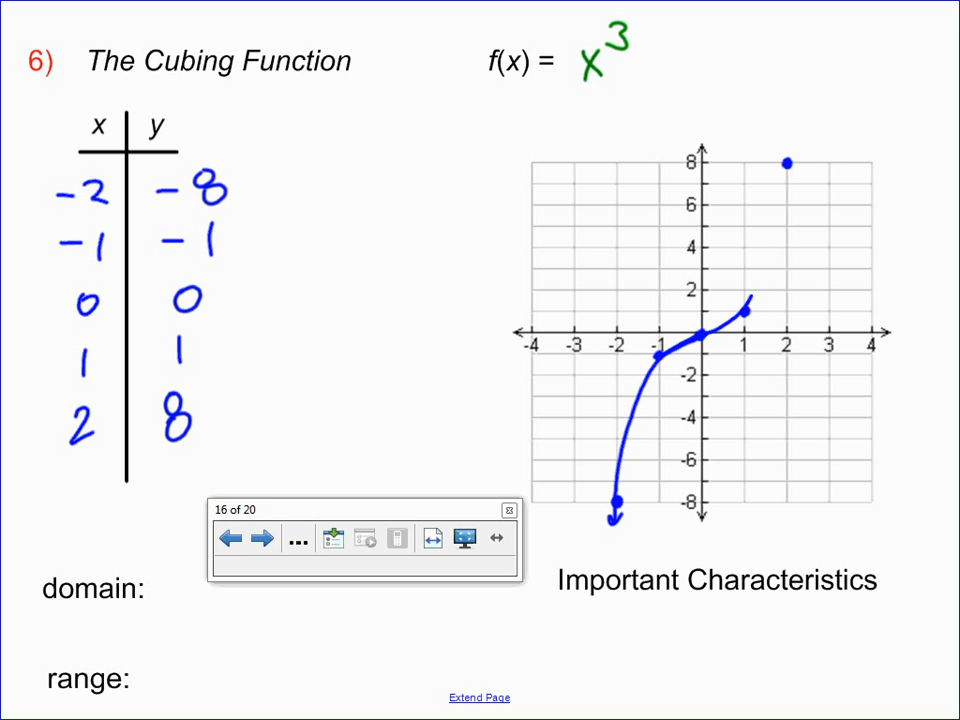 6) The Cubing Function f(x) = x³
x y
-2 -8
-1 -1
0 0
1 1
2 8
8
6
4
2
-4 -3 -2 -1 1 2 3 4
-2
-4
-6
-8
16 of 20
...
Important Characteristics
domain:
range:
Extend Page